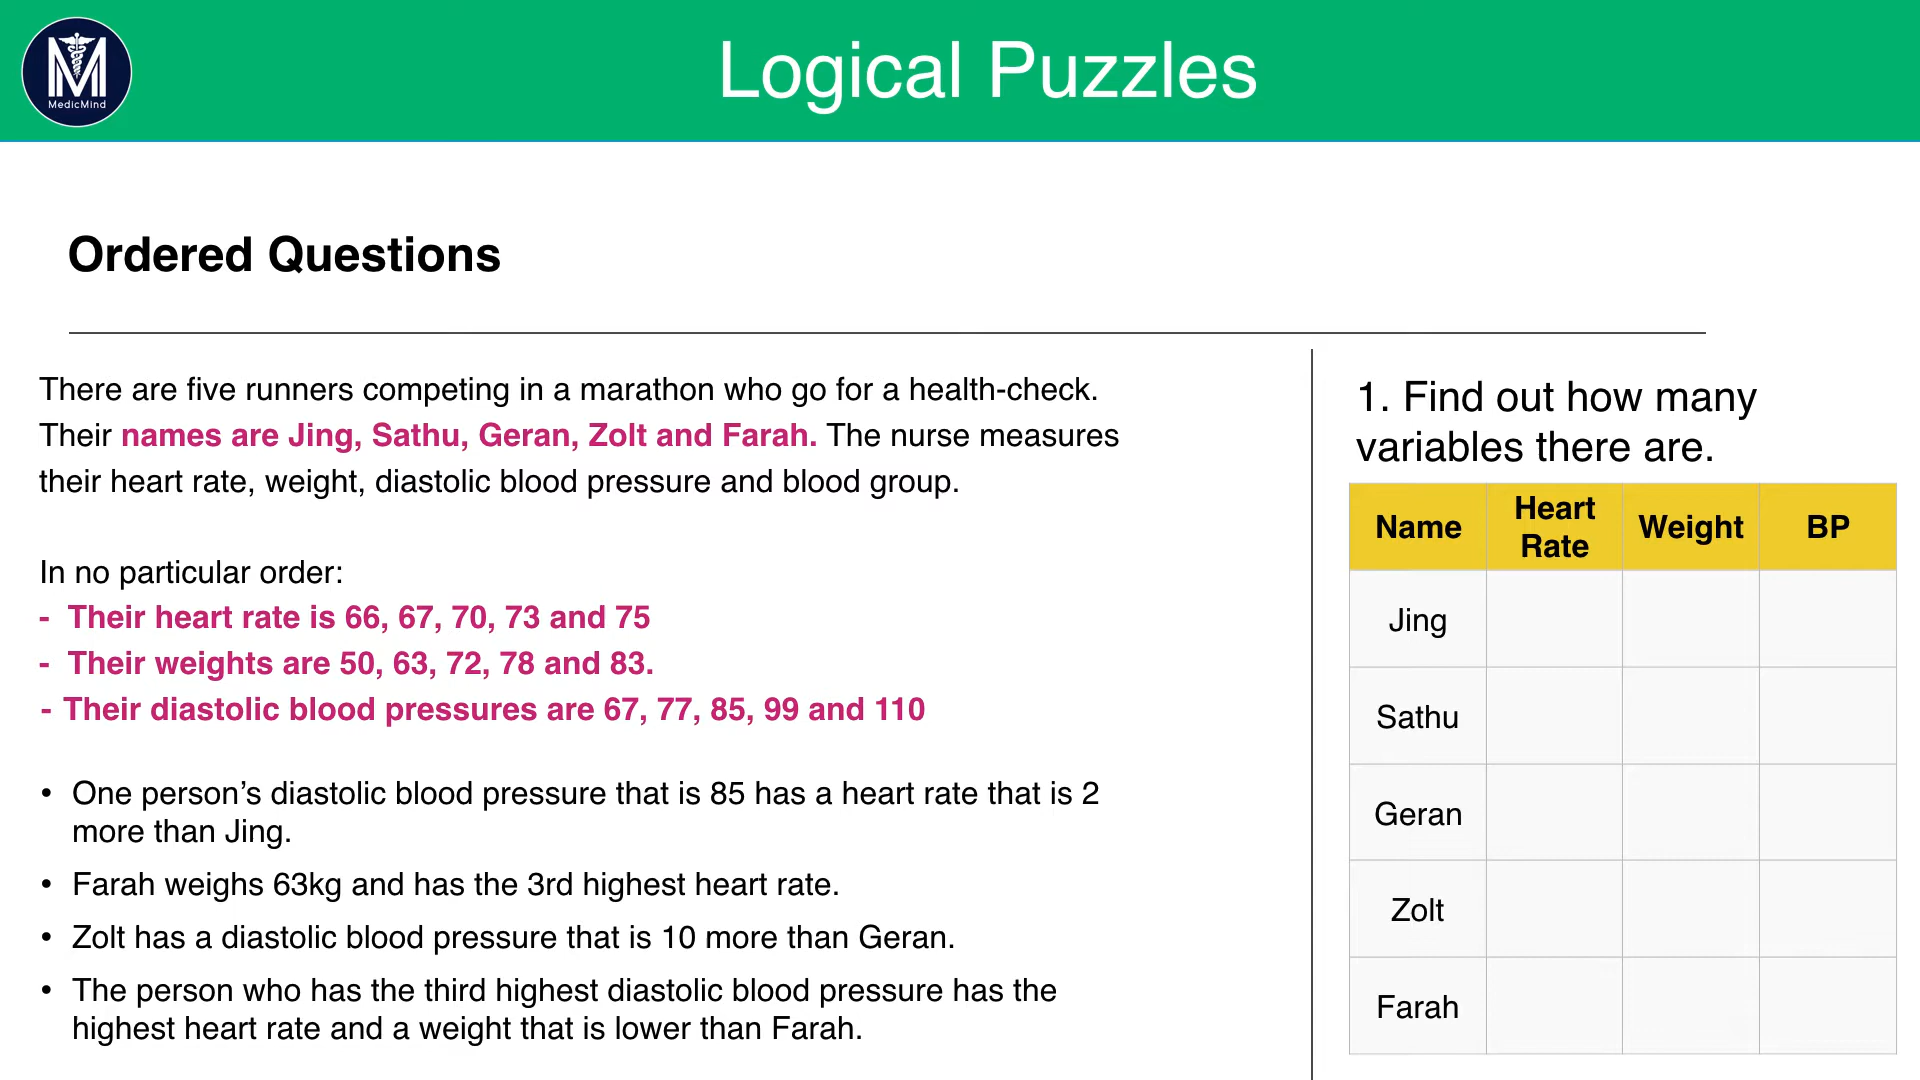 MedicMind
Logical Puzzles
Ordered Questions
There are five runners competing in a marathon who go for a health-check.
Their names are Jing, Sathu, Geran, Zolt and Farah. The nurse measures
their heart rate, weight, diastolic blood pressure and blood group.
In no particular order:
- Their heart rate is 66, 67, 70, 73 and 75
- Their weights are 50, 63, 72, 78 and 83.
- Their diastolic blood pressures are 67, 77, 85, 99 and 110
• One person’s diastolic blood pressure that is 85 has a heart rate that is 2
more than Jing.
• Farah weighs 63kg and has the 3rd highest heart rate.
• Zolt has a diastolic blood pressure that is 10 more than Geran.
• The person who has the third highest diastolic blood pressure has the
highest heart rate and a weight that is lower than Farah.
1. Find out how many
variables there are.
Name Heart Rate Weight BP
Jing
Sathu
Geran
Zolt
Farah